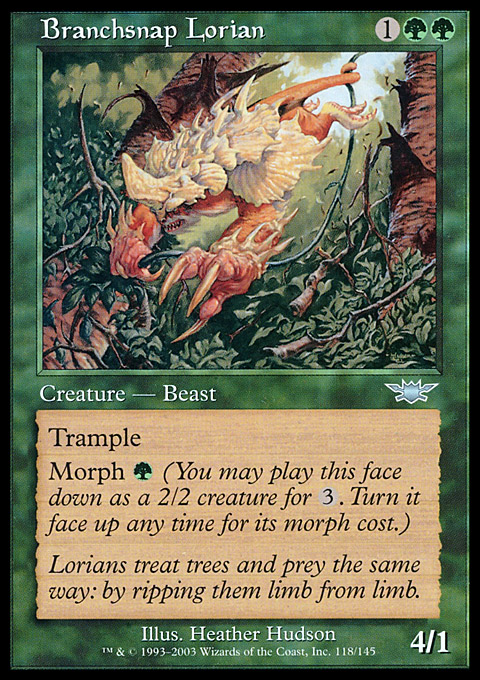 Branchsnap Lorian 1
Creature — Beast
Trample
Morph (You may play this face
down as a 2/2 creature for 3. Turn it
face up any time for its morph cost.)
Lorians treat trees and prey the same
way: by ripping them limb from limb.
Illus. Heather Hudson
4/1
™ & © 1993-2003 Wizards of the Coast, Inc. 118/145